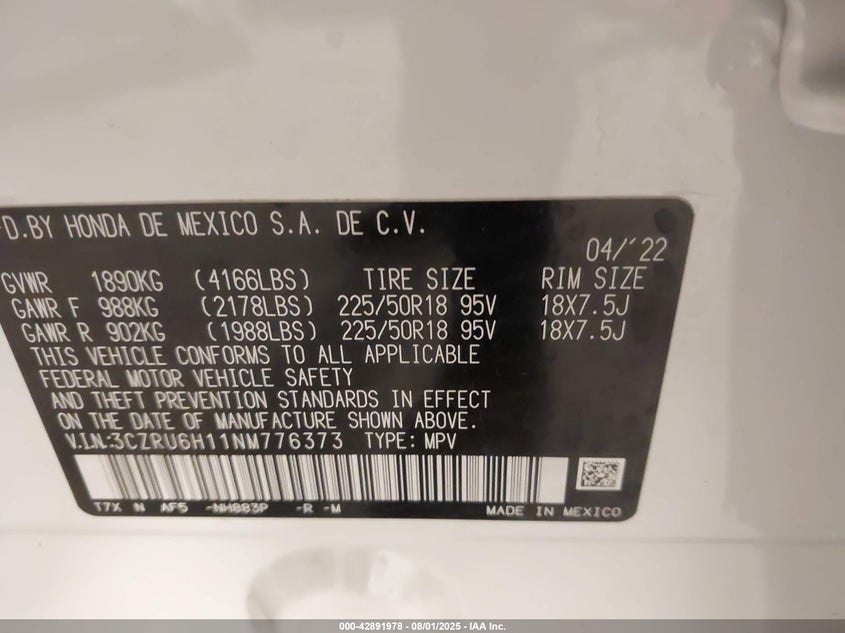 D.BY HONDA DE MEXICO S.A. DE C.V.
04/'22
GVWR 1890KG (4166LBS) TIRE SIZE RIM SIZE
GAWR F 988KG (2178LBS) 225/50R18 95V 18X7.5J
GAWR R 902KG (1988LBS) 225/50R18 95V 18X7.5J
THIS VEHICLE CONFORMS TO ALL APPLICABLE
FEDERAL MOTOR VEHICLE SAFETY
AND THEFT PREVENTION STANDARDS IN EFFECT
ON THE DATE OF MANUFACTURE SHOWN ABOVE.
V.I.N:3CZRU6H11NM776373 TYPE: MPV
T7X N AF5 -NH883P -R -M MADE IN MEXICO
000-42891978 - 08/01/2025 - IAA Inc.